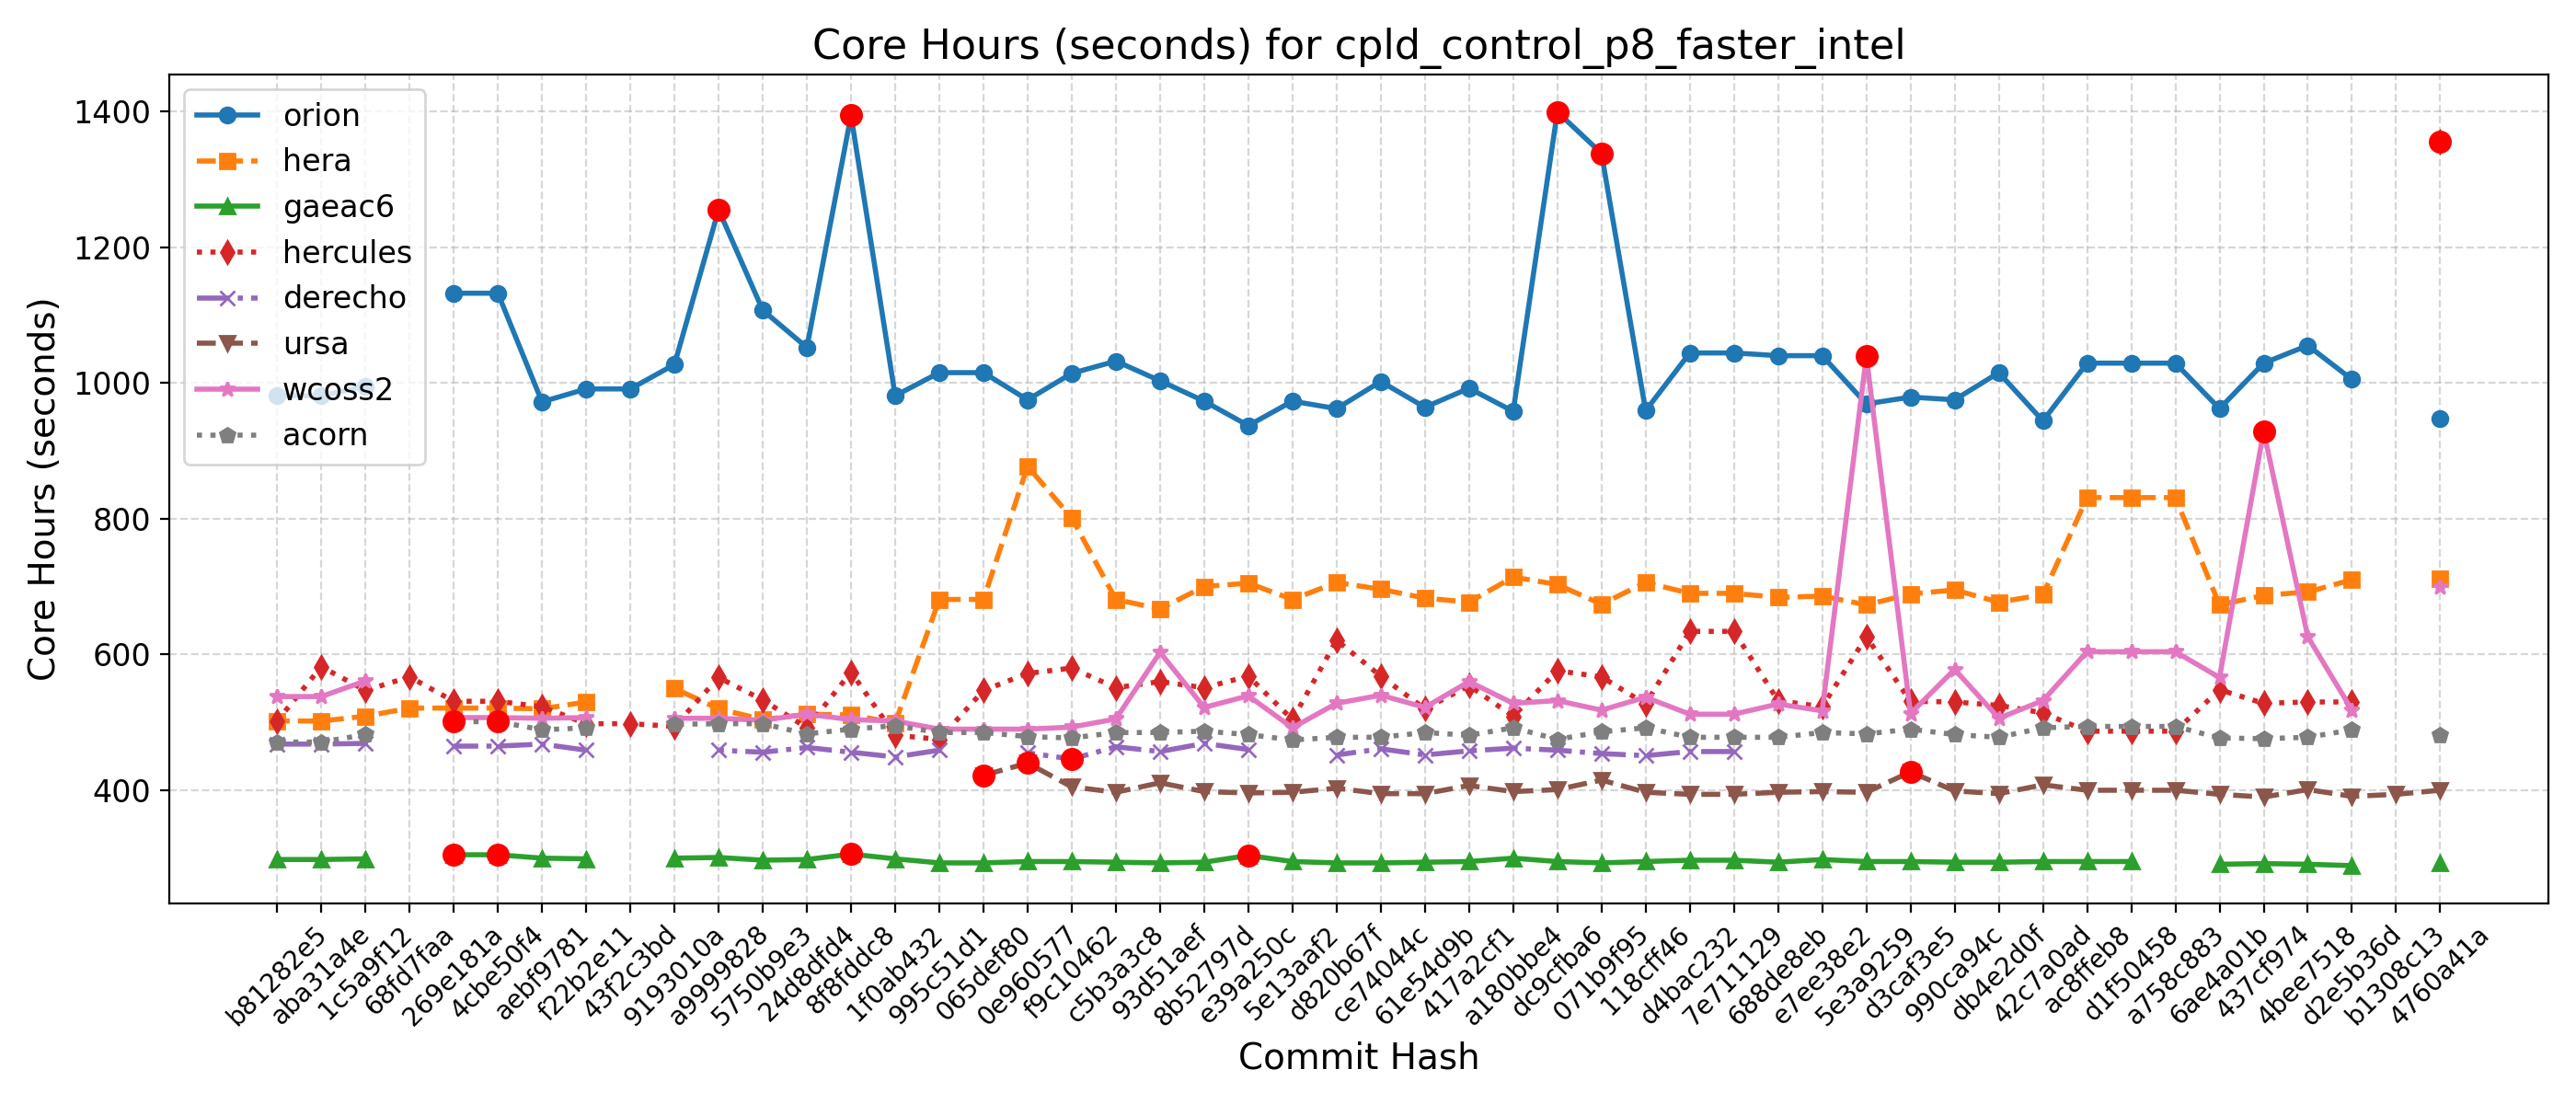 Core Hours (seconds) for cpld_control_p8_faster_intel
Core Hours (seconds)
1400
1200
1000
800
600
400
orion
hera
gaeac6
hercules
derecho
ursa
wcoss2
acorn
b81282e5
aba31a4e
1c5a9f12
68fd7faa
269e181a
4cbe50f4
aebf9781
f22b2e11
43f2c3bd
9193010a
a9999828
5750b9e3
24d8dfd4
8f8fddc8
1f0ab432
995c51d1
065def80
0e960577
f9c10462
c5b3a3c8
93d51aef
8b52797d
e39a250c
5e13aaf2
d820b67f
ce74044c
61e54d9b
417a2cf1
a180bbe4
dc9cfba6
071b9f95
118cff46
d4bac232
7e711129
688de8eb
e7ee38e2
5e3a9259
d3caf3e5
990ca94c
db4e2d0f
42c7a0ad
ac8ffeb8
d1f50458
a758c883
6ae4a01b
437cf974
4bee7518
d2e5b36d
b1308c13
4760a41a
Commit Hash